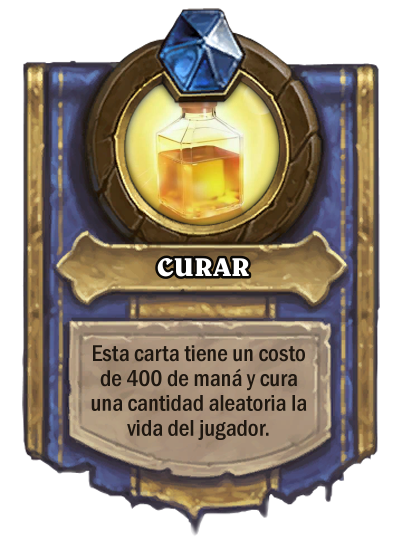 CURAR
Esta carta tiene un costo
de 400 de maná y cura
una cantidad aleatoria la
vida del jugador.